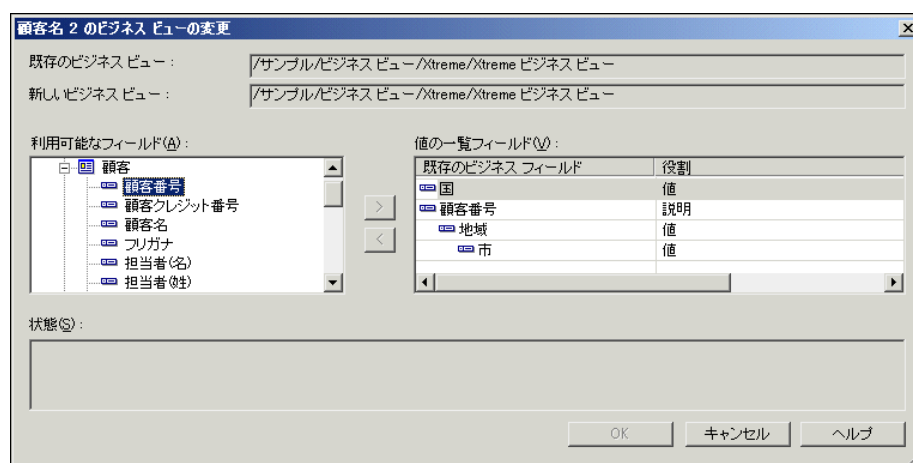 顧客名 2 のビジネス ビューの変更
既存のビジネス ビュー : /サンプル/ビジネス ビュー/Xtreme/Xtreme ビジネス ビュー
新しいビジネス ビュー : /サンプル/ビジネス ビュー/Xtreme/Xtreme ビジネス ビュー
利用可能なフィールド(A) : 値の一覧フィールド(V) :
顧客
顧客番号
顧客クレジット番号
顧客名
フリガナ
担当者(名)
担当者(姓)
> 
<
既存のビジネス フィールド 役割
国 値
顧客番号 説明
地域 値
市 値
状態(S) :
OK キャンセル ヘルプ